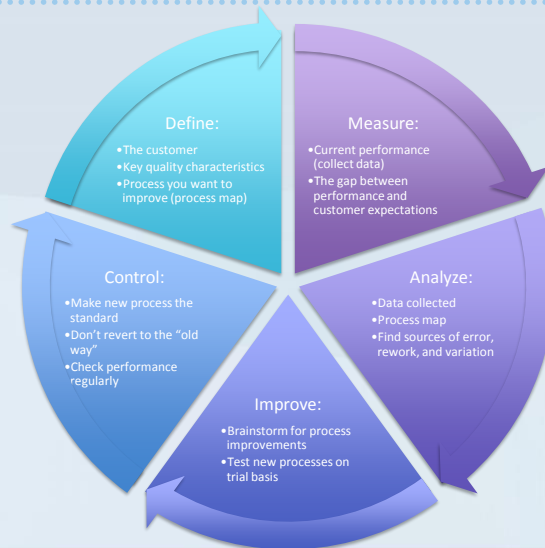 Define:
•The customer
•Key quality characteristics
•Process you want to
improve (process map)
Measure:
•Current performance
(collect data)
•The gap between
performance and
customer expectations
Analyze:
•Data collected
•Process map
•Find sources of error,
rework, and variation
Improve:
•Brainstorm for process
improvements
•Test new processes on
trial basis
Control:
•Make new process the
standard
•Don’t revert to the “old
way”
•Check performance
regularly